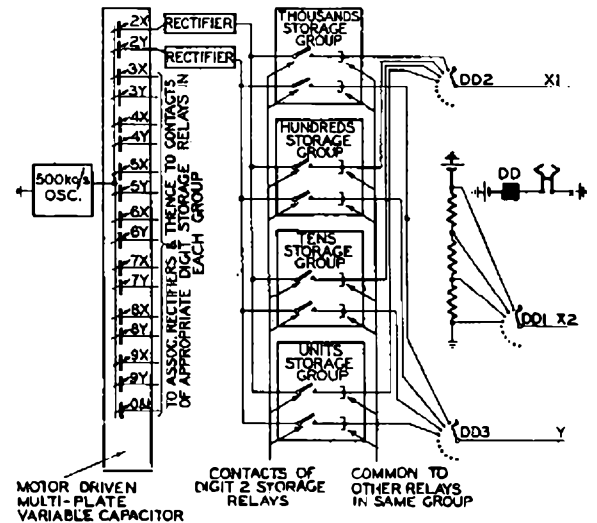 2X
RECTIFIER
2Y
RECTIFIER
3X
3Y
4X
4Y
5X
5Y
6X
6Y
7X
7Y
8X
8Y
9X
9Y
500kc/s
OSC.
TO ASSOC. RECTIFIERS & THENCE TO CONTACTS
OF APPROPRIATE DIGIT STORAGE RELAYS IN
EACH GROUP
THOUSANDS
STORAGE
GROUP
HUNDREDS
STORAGE
GROUP
TENS
STORAGE
GROUP
UNITS
STORAGE
GROUP
DD2
X1
DD
DD1
X2
DD3
Y
MOTOR DRIVEN
MULTI-PLATE
VARIABLE CAPACITOR
CONTACTS OF
DIGIT 2 STORAGE
RELAYS
COMMON TO
OTHER RELAYS
IN SAME GROUP